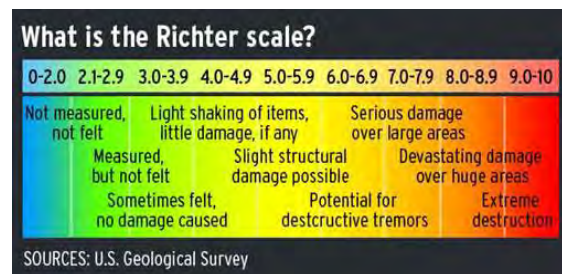 What is the Richter scale?
0-2.0 2.1-2.9 3.0-3.9 4.0-4.9 5.0-5.9 6.0-6.9 7.0-7.9 8.0-8.9 9.0-10
Not measured,
not felt
Light shaking of items,
little damage, if any
Serious damage
over large areas
Measured,
but not felt
Slight structural
damage possible
Devastating damage
over huge areas
Sometimes felt,
no damage caused
Potential for
destcructive tremors
Extreme
destruction
SOURCES: U.S. Geological Survey